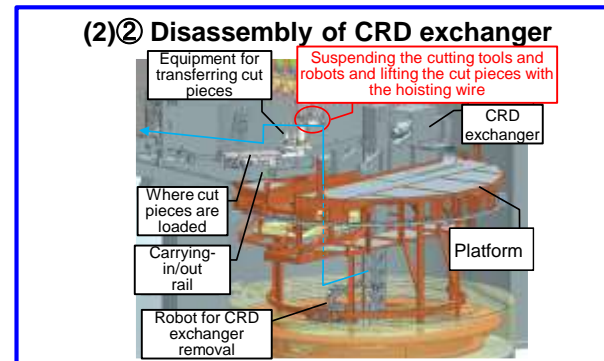 (2)② Disassembly of CRD exchanger
Equipment for
transferring cut
pieces
Suspending the cutting tools and
robots and lifting the cut pieces with
the hoisting wire
CRD
exchanger
Where cut
pieces are
loaded
Carrying-
in/out
rail
Platform
Robot for CRD
exchanger
removal